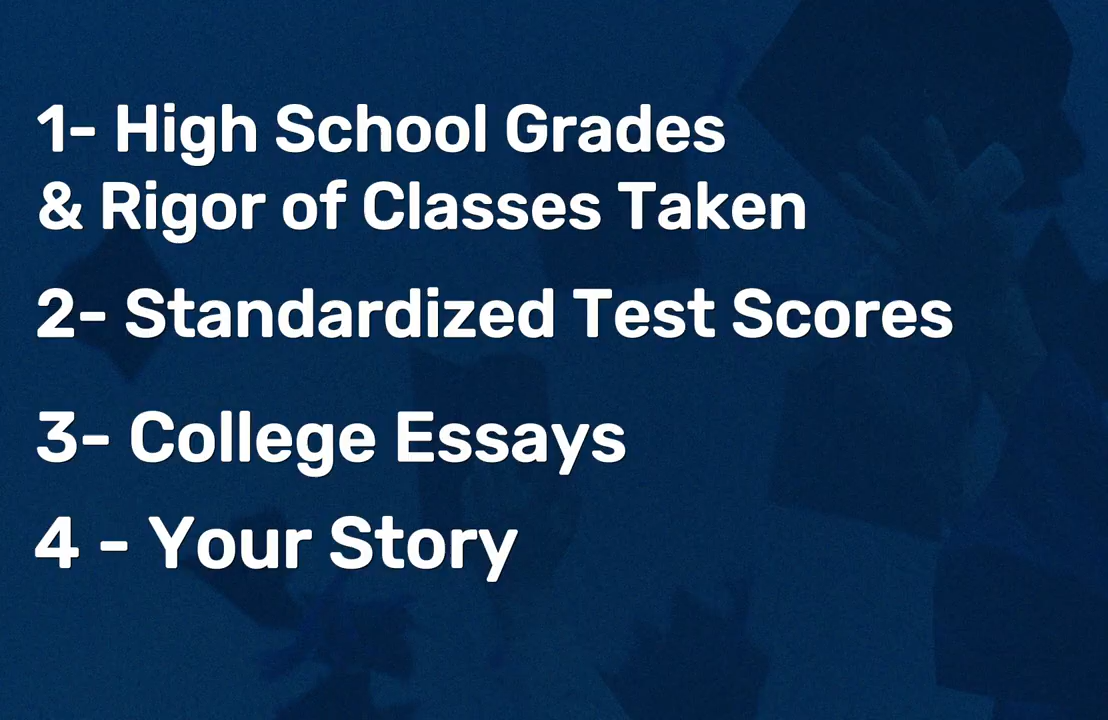 1- High School Grades
& Rigor of Classes Taken
2- Standardized Test Scores
3- College Essays
4 - Your Story